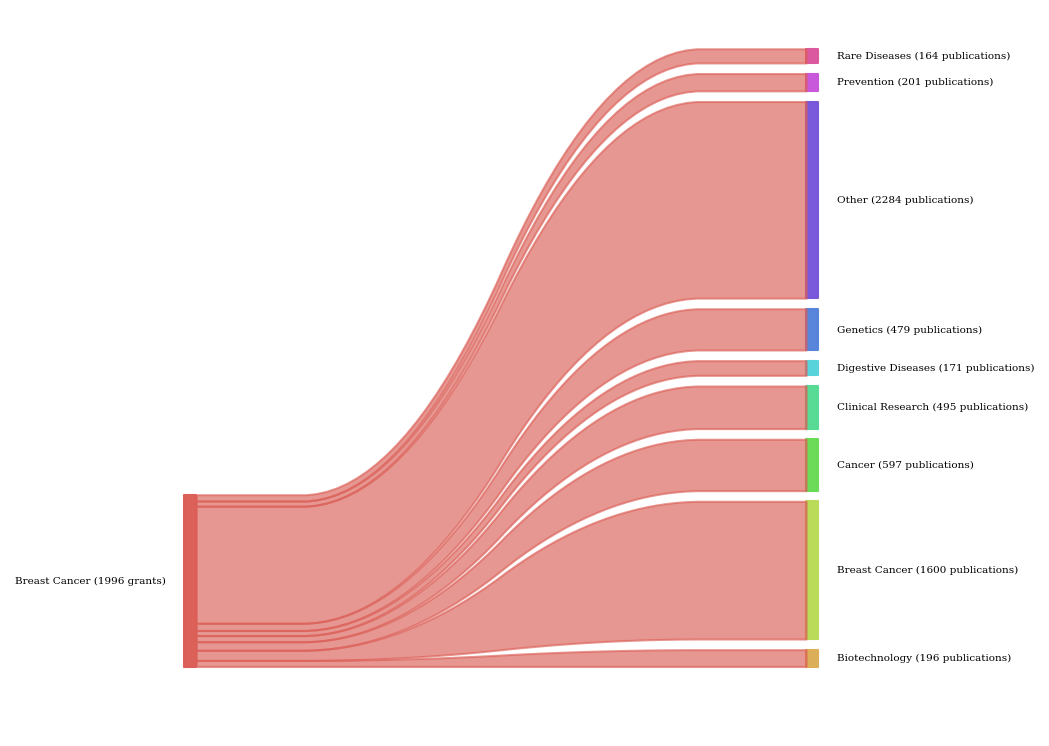 Rare Diseases (164 publications)
Prevention (201 publications)
Other (2284 publications)
Genetics (479 publications)
Digestive Diseases (171 publications)
Clinical Research (495 publications)
Cancer (597 publications)
Breast Cancer (1600 publications)
Breast Cancer (1996 grants)
Biotechnology (196 publications)